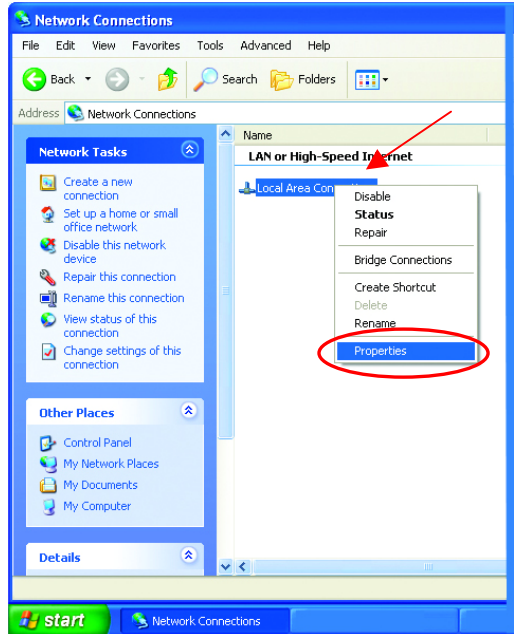 Network Connections
File Edit View Favorites Tools Advanced Help
Back Search Folders
Address Network Connections
Network Tasks
Create a new
connection
Set up a home or small
office network
Disable this network
device
Repair this connection
Rename this connection
View status of this
connection
Change settings of this
connection
Other Places
Control Panel
My Network Places
My Documents
My Computer
Details
Name
LAN or High-Speed Internet
Local Area
Disable
Status
Repair
Bridge Connections
Create Shortcut
Delete
Rename
Properties
start Network Connections